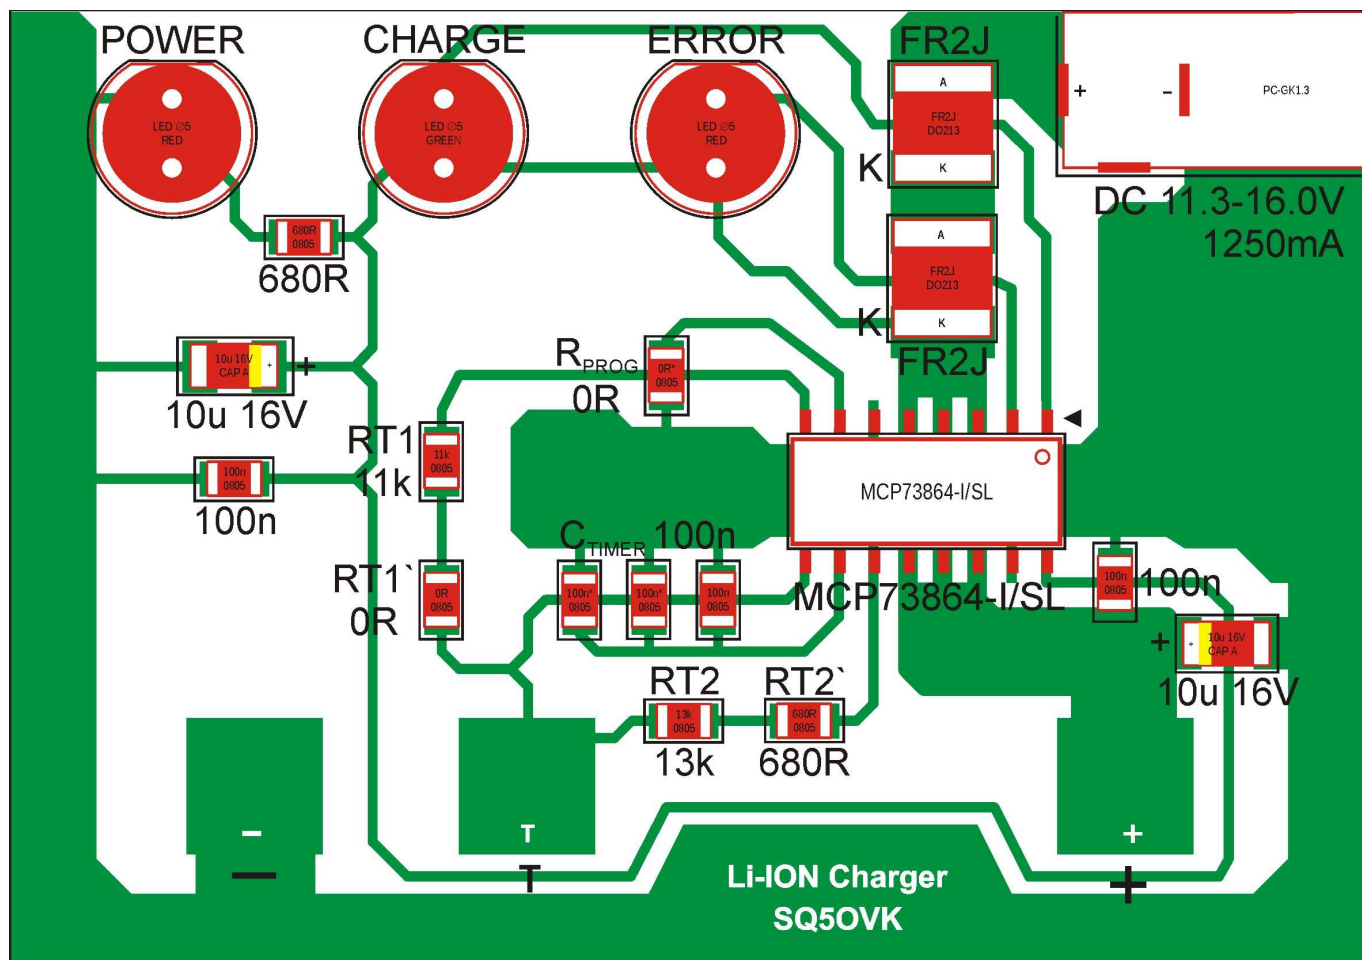 POWER
CHARGE
ERROR
FR2J
LED ∅5
RED
LED ∅5
GREEN
LED ∅5
RED
A
FR2J
DO213
K
K
+
-
PC-GK1.3
DC 11.3-16.0V
1250mA
680R
0805
680R
A
FR2J
DO213
K
K
FR2J
10u 16V
CAP A
+
+
10u 16V
R PROG
0R
0R*
0805
RT1
11k
11k
0805
100n
0805
100n
MCP73864-I/SL
C TIMER 100n
RT1`
0R
0R
0805
100n*
0805
100n*
0805
100n
0805
MCP73864-I/SL
100n
0805
100n
+
+
10u 16V
CAP A
10u 16V
RT2
13k
0805
13k
RT2`
680R
0805
680R
-
—
T
T
+
+
Li-ION Charger
SQ5OVK